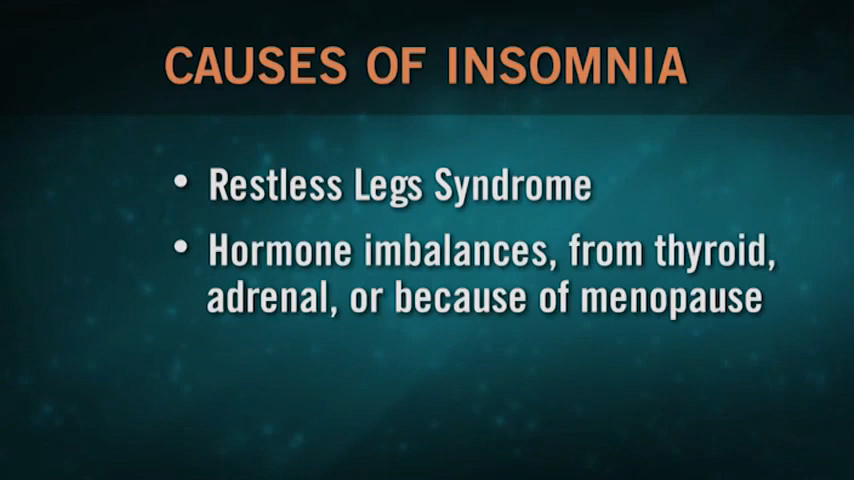 CAUSES OF INSOMNIA
• Restless Legs Syndrome
• Hormone imbalances, from thyroid,
adrenal, or because of menopause